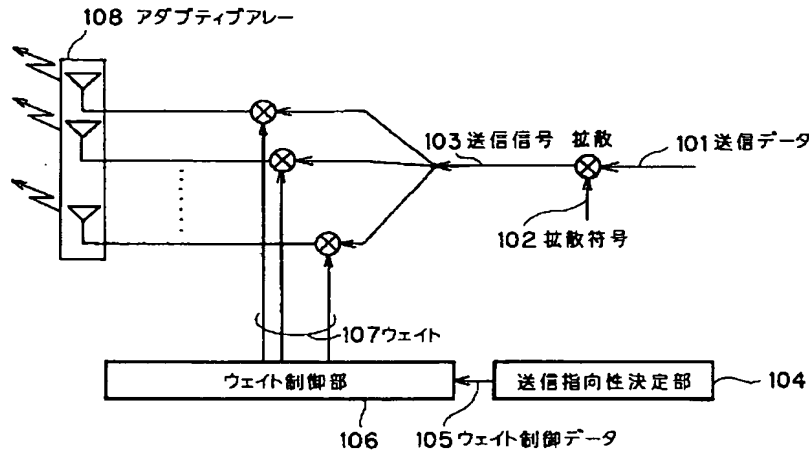 108 アダプティブアレー
103 送信信号 拡散
101 送信データ
102 拡散符号
107 ウェイト
ウェイト制御部
送信指向性決定部
104
106
105 ウェイト制御データ